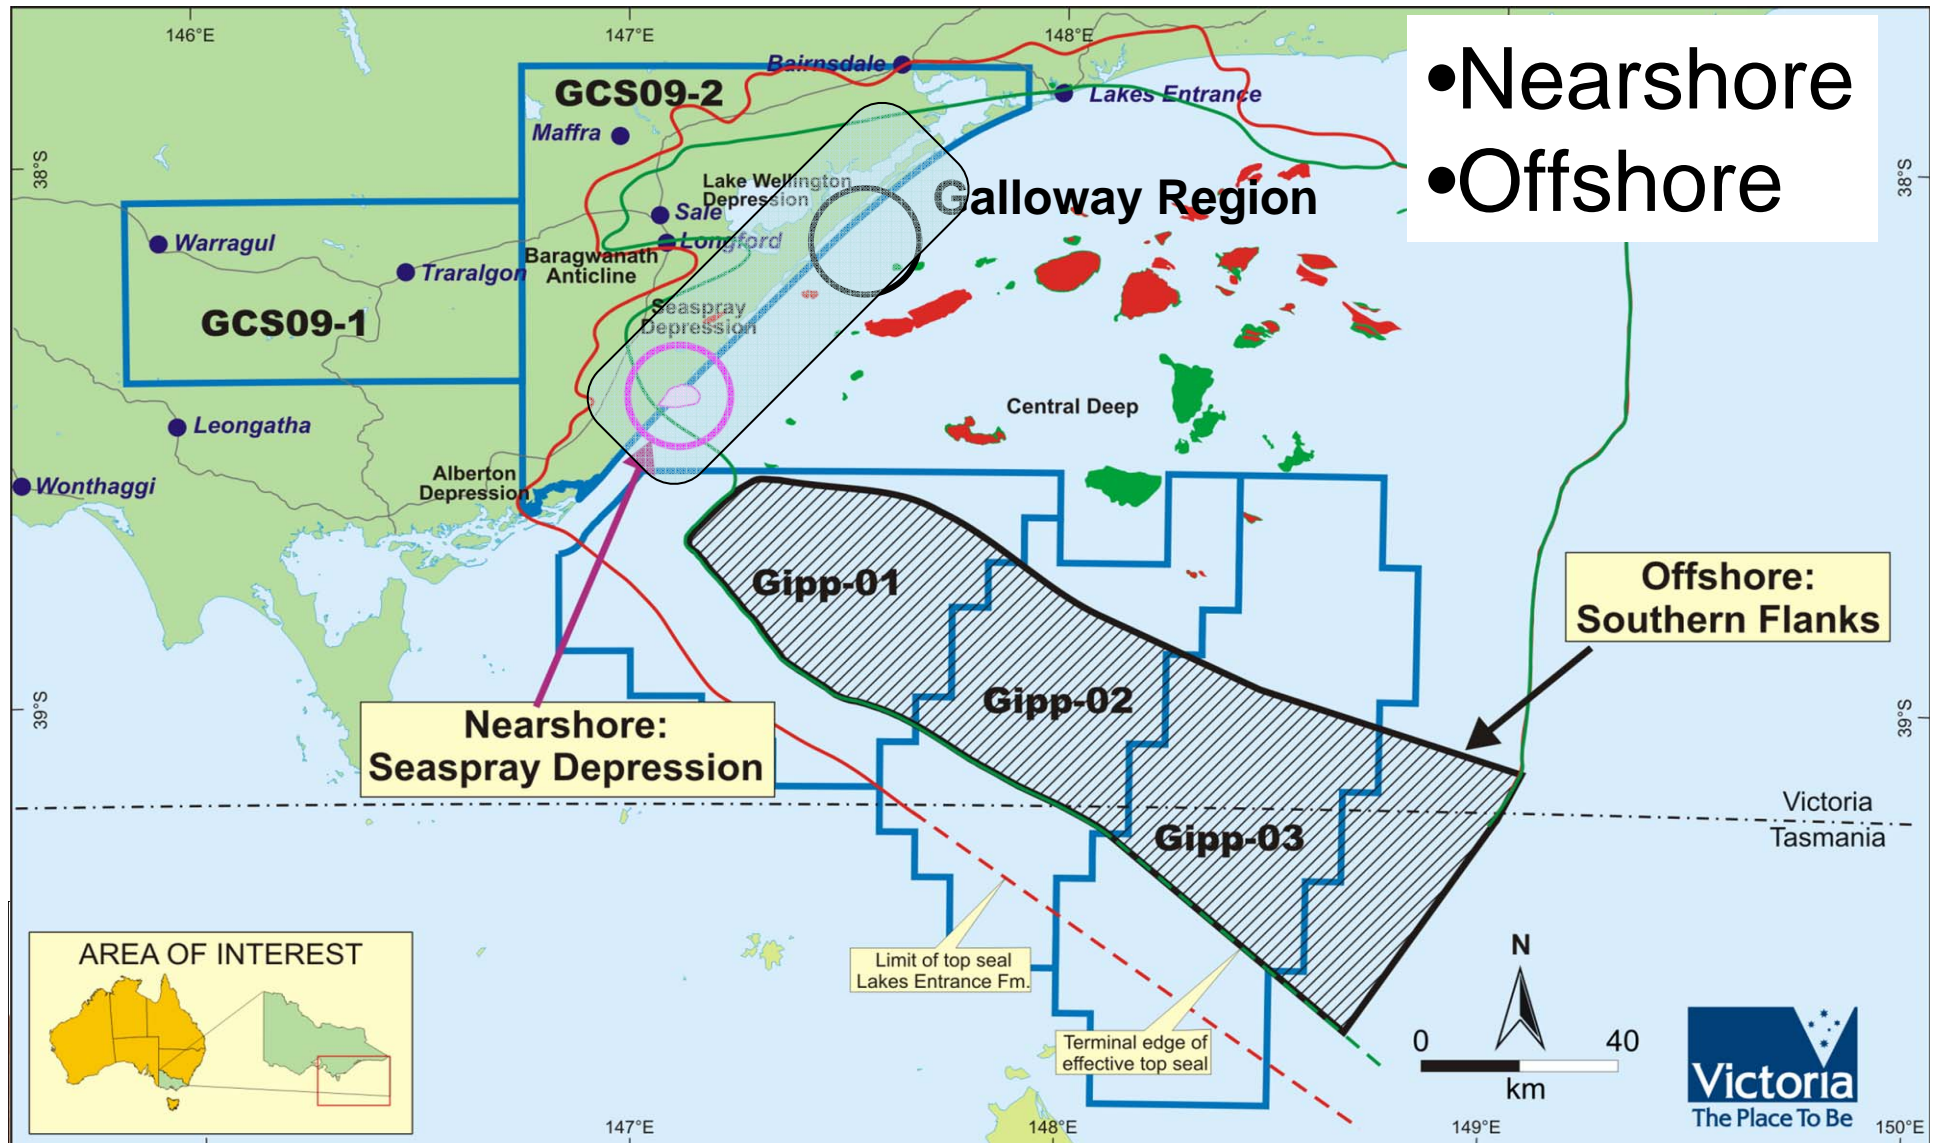 146°E
147°E
148°E
•Nearshore
•Offshore
Bairnsdale
GCS09-2
Lakes Entrance
Maffra
38°S
38°S
Lake Wellington
Depression
Galloway Region
Sale
Warragul
Longford
Traralgon
Baragwanath
Anticline
GCS09-1
Seaspray
Depression
Central Deep
Leongatha
Alberton
Depression
Wonthaggi
Gipp-01
Offshore:
Southern Flanks
39°S
39°S
Gipp-02
Nearshore:
Seaspray Depression
Victoria
Tasmania
Gipp-03
AREA OF INTEREST
Limit of top seal
Lakes Entrance Fm.
N
Terminal edge of
effective top seal
0 40
km
Victoria
The Place To Be
147°E
148°E
149°E
150°E